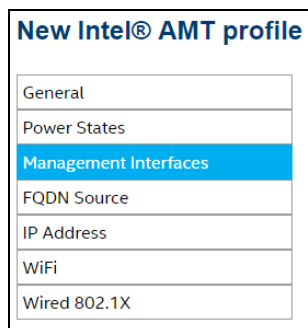 New Intel® AMT profile
General
Power States
Management Interfaces
FQDN Source
IP Address
WiFi
Wired 802.1X